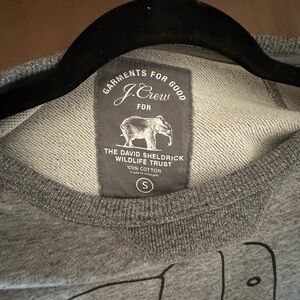 GARMENTS FOR GOOD
J.Crew
FOR
THE DAVID SHELDRICK
WILDLIFE TRUST
100% COTTON
S